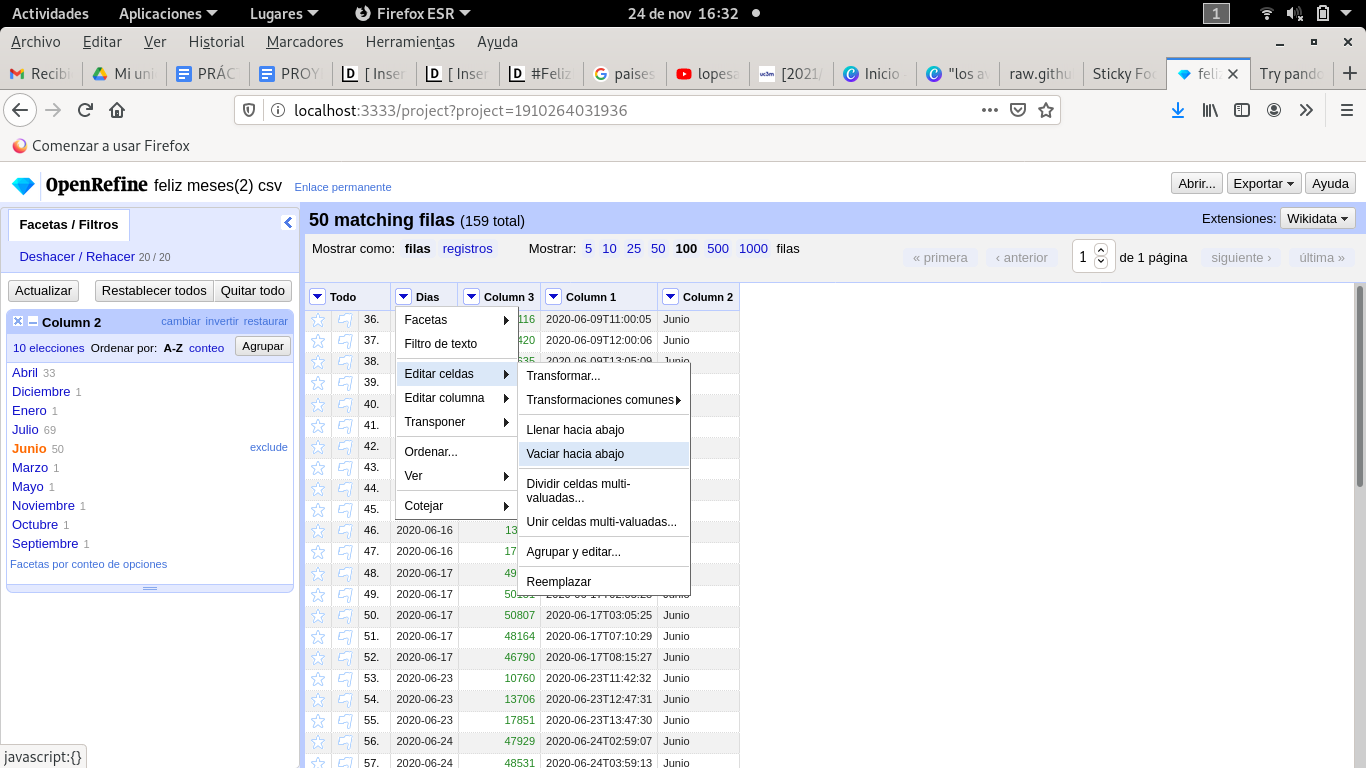 Actividades Aplicaciones Lugares Firefox ESR 24 de nov 16:32 1
Archivo Editar Ver Historial Marcadores Herramientas Ayuda
Recibi Mi uni PRÁC PROY [ Inser [ Inser #Feliz paises lopesa [2021/ Inicio - "los av raw.githu Sticky Foo feliz Try pando
localhost:3333/project?project=1910264031936
Comenzar a usar Firefox
OpenRefine feliz meses(2) csv Enlace permanente Abrir... Exportar Ayuda
Facetas / Filtros
Deshacer / Rehacer 20 / 20
Actualizar Restablecer todos Quitar todo
Column 2 cambiar invertir restaurar
10 elecciones Ordenar por: A-Z conteo Agrupar
Abril 33
Diciembre 1
Enero 1
Julio 69
Junio 50 exclude
Marzo 1
Mayo 1
Noviembre 1
Octubre 1
Septiembre 1
Facetas por conteo de opciones
50 matching filas (159 total) Extensiones: Wikidata
Mostrar como: filas registros Mostrar: 5 10 25 50 100 500 1000 filas « primera ‹ anterior 1 de 1 página siguiente › última »
Todo Dias Column 3 Column 1 Column 2
36. 116 2020-06-09T11:00:05 Junio
37. 420 2020-06-09T12:00:06 Junio
38. 635 2020-06-09T13:05:09 Junio
39.
40.
41.
42.
43.
44.
45.
46. 2020-06-16 13
47. 2020-06-16 17
48. 2020-06-17 49
49. 2020-06-17
50. 2020-06-17 50807 2020-06-17T03:05:25 Junio
51. 2020-06-17 48164 2020-06-17T07:10:29 Junio
52. 2020-06-17 46790 2020-06-17T08:15:27 Junio
53. 2020-06-23 10760 2020-06-23T11:42:32 Junio
54. 2020-06-23 13706 2020-06-23T12:47:31 Junio
55. 2020-06-23 17851 2020-06-23T13:47:30 Junio
56. 2020-06-24 47929 2020-06-24T02:59:07 Junio
57. 2020-06-24 48531 2020-06-24T03:59:13 Junio
Facetas
Filtro de texto
Editar celdas
Editar columna
Transponer
Ordenar...
Ver
Cotejar
Transformar...
Transformaciones comunes
Llenar hacia abajo
Vaciar hacia abajo
Dividir celdas multi-
valuadas...
Unir celdas multi-valuadas...
Agrupar y editar...
Reemplazar
javascript:{}